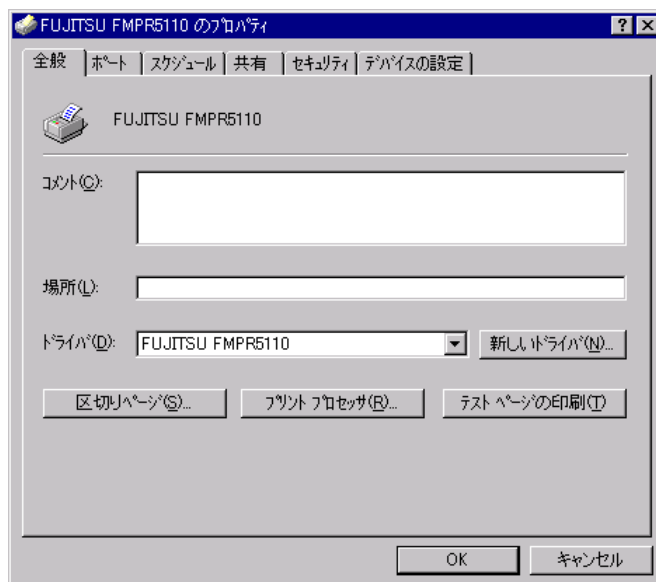 FUJITSU FMPR5110 のﾌﾟﾛﾊﾟﾃｨ
全般 ﾎﾟｰﾄ ｽｹｼﾞｭｰﾙ 共有 ｾｷｭﾘﾃｨ ﾃﾞﾊﾞｲｽの設定
FUJITSU FMPR5110
ｺﾒﾝﾄ(C):
場所(L):
ﾄﾞﾗｲﾊﾞ(D): FUJITSU FMPR5110 新しいﾄﾞﾗｲﾊﾞ(N)...
区切りﾍﾟｰｼﾞ(S)... ﾌﾟﾘﾝﾄ ﾌﾟﾛｾｯｻ(R)... ﾃｽﾄ ﾍﾟｰｼﾞの印刷(T)
OK ｷｬﾝｾﾙ